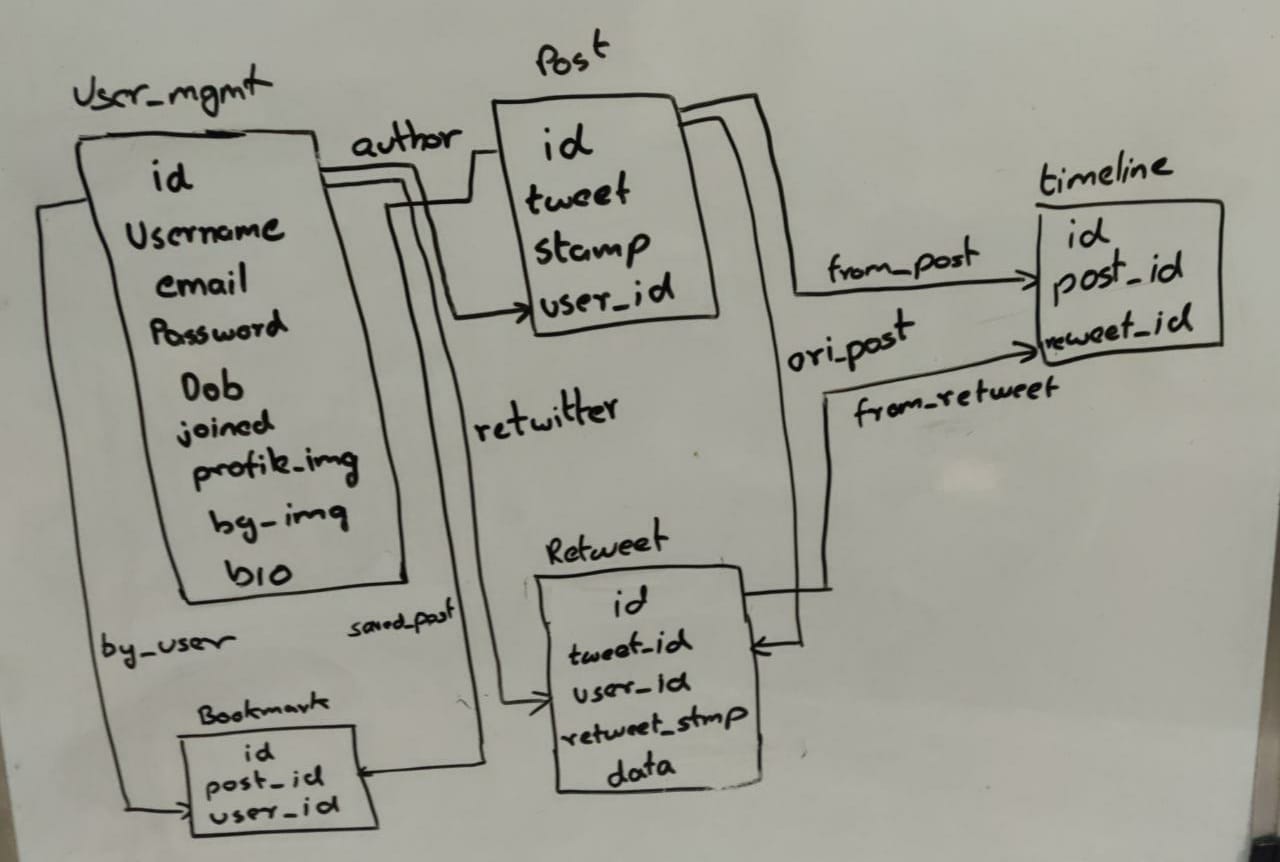 User_mgmt
id
Username
email
Password
Dob
joined
profile_img
bg-img
bio
author
Post
id
tweet
stamp
user_id
timeline
id
post_id
reweet_id
from_post
ori_post
from_retweet
retwitter
Retweet
id
tweet_id
user_id
retweet_stmp
data
by_user
saved_post
Bookmark
id
post_id
user_id